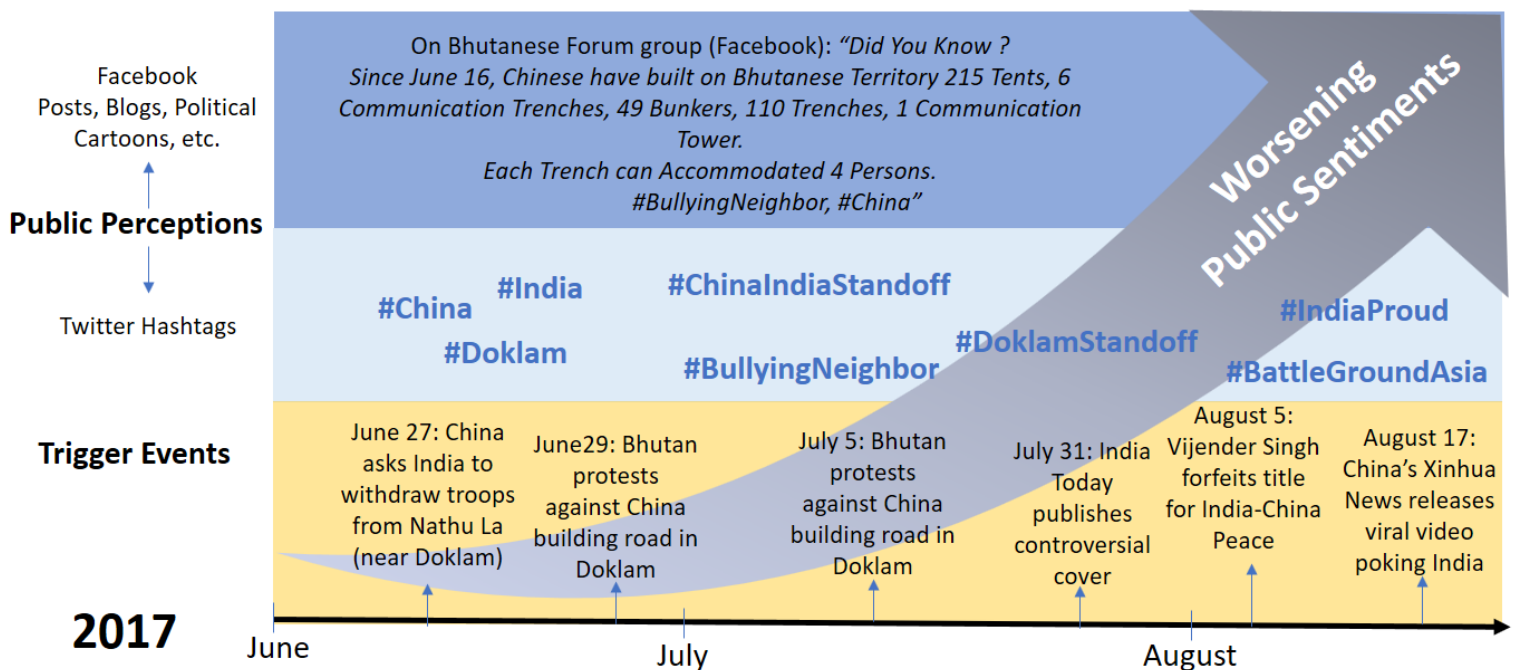 Facebook
Posts, Blogs, Political
Cartoons, etc.
Public Perceptions
Twitter Hashtags
On Bhutanese Forum group (Facebook): “Did You Know ?
Since June 16, Chinese have built on Bhutanese Territory 215 Tents, 6
Communication Trenches, 49 Bunkers, 110 Trenches, 1 Communication
Tower.
Each Trench can Accommodated 4 Persons.
#BullyingNeighbor, #China”
Worsening
Public Sentiments
#China
#India
#Doklam
#ChinaIndiaStandoff
#BullyingNeighbor
#DoklamStandoff
#IndiaProud
#BattleGroundAsia
Trigger Events
June 27: China
asks India to
withdraw troops
from Nathu La
(near Doklam)
June29: Bhutan
protests
against China
building road in
Doklam
July 5: Bhutan
protests
against China
building road in
Doklam
July 31: India
Today
publishes
controversial
cover
August 5:
Vijender Singh
forfeits title
for India-China
Peace
August 17:
China’s Xinhua
News releases
viral video
poking India
2017
June
July
August